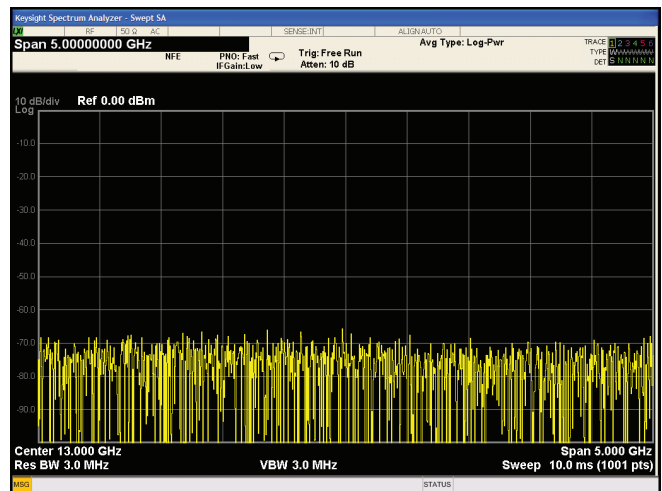 Keysight Spectrum Analyzer - Swept SA
LXI RF 50 Ω AC SENSE:INT ALIGN AUTO
Span 5.00000000 GHz Avg Type: Log-Pwr TRACE 1 2 3 4 5 6
NFE PNO: Fast Trig: Free Run TYPE WWWWWW
IFGain:Low Atten: 10 dB DET S N N N N N
10 dB/div Ref 0.00 dBm
Log
-10.0
-20.0
-30.0
-40.0
-50.0
-60.0
-70.0
-80.0
-90.0
Center 13.000 GHz Span 5.000 GHz
Res BW 3.0 MHz VBW 3.0 MHz Sweep 10.0 ms (1001 pts)
MSG STATUS